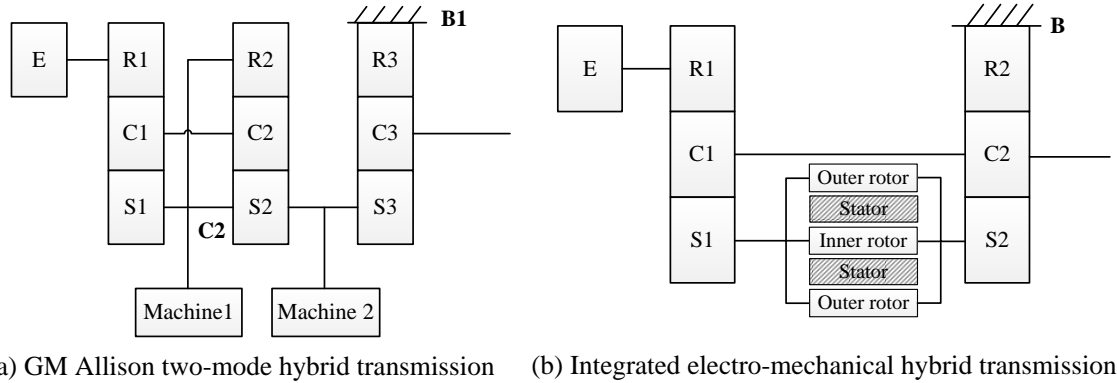 B1
E R1 R2 R3
C1 C2 C3
S1 S2 S3
C2
Machine1 Machine 2
a) GM Allison two-mode hybrid transmission
B
E R1 R2
C1 C2
Outer rotor
Stator
S1 Inner rotor S2
Stator
Outer rotor
(b) Integrated electro-mechanical hybrid transmission